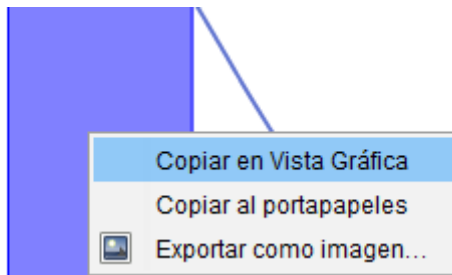 Copiar en Vista Gráfica
Copiar al portapapeles
Exportar como imagen...